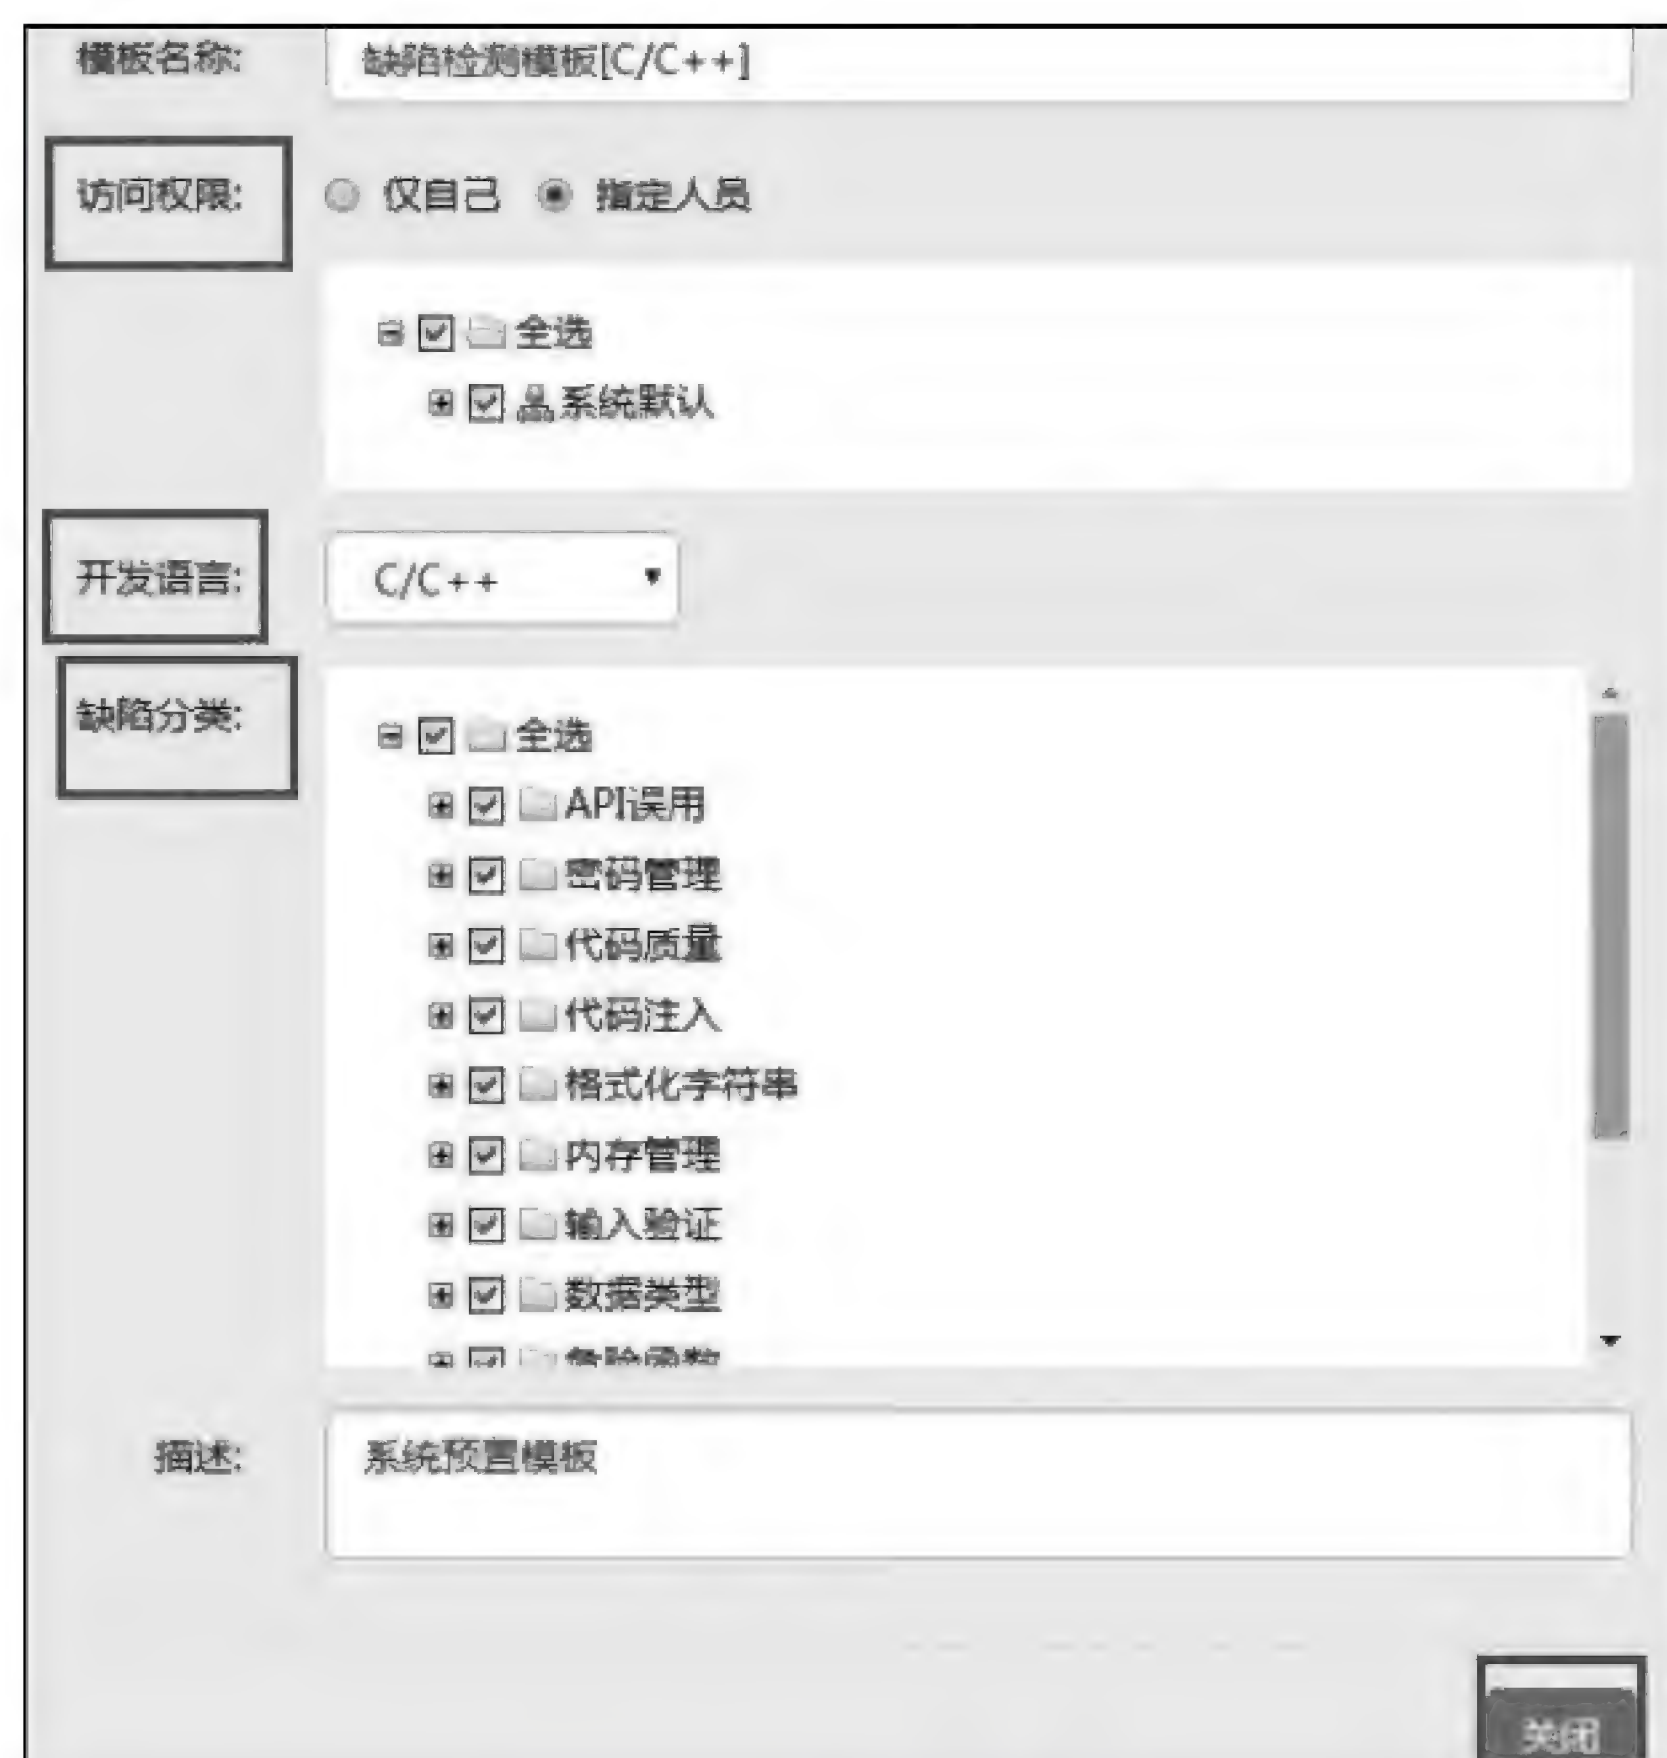 模板名称: 缺陷检测模板[C/C++]
访问权限: 仅自己 指定人员
全选
系统默认
开发语言: C/C++
缺陷分类:
全选
API误用
密码管理
代码质量
代码注入
格式化字符串
内存管理
输入验证
数据类型
危险函数
描述: 系统预置模板
关闭